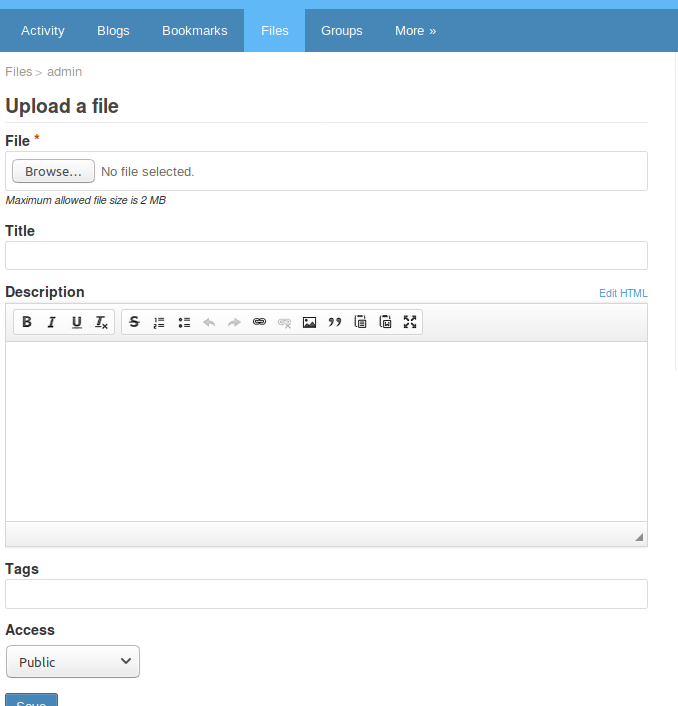 Activity Blogs Bookmarks Files Groups More »
Files > admin
Upload a file
File *
Browse... No file selected.
Maximum allowed file size is 2 MB
Title
Description Edit HTML
B I U Tx S
Tags
Access
Public
Save